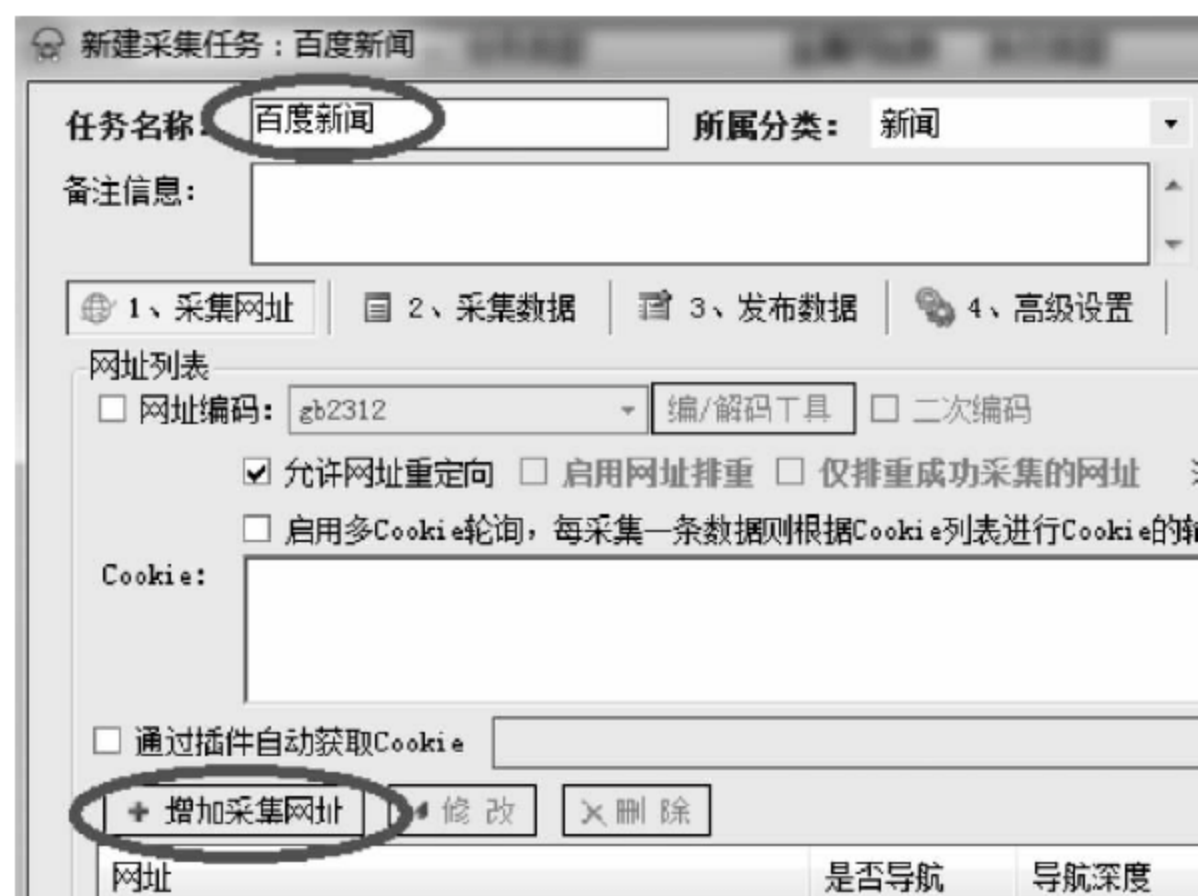 新建采集任务：百度新闻
任务名称： 百度新闻 所属分类： 新闻
备注信息：
1、采集网址 2、采集数据 3、发布数据 4、高级设置
网址列表
网址编码： gb2312 编/解码工具 二次编码
允许网址重定向 启用网址排重 仅排重成功采集的网址
启用多Cookie轮询，每采集一条数据则根据Cookie列表进行Cookie的轮
Cookie：
通过插件自动获取Cookie
增加采集网址 修改 删除
网址 是否导航 导航深度